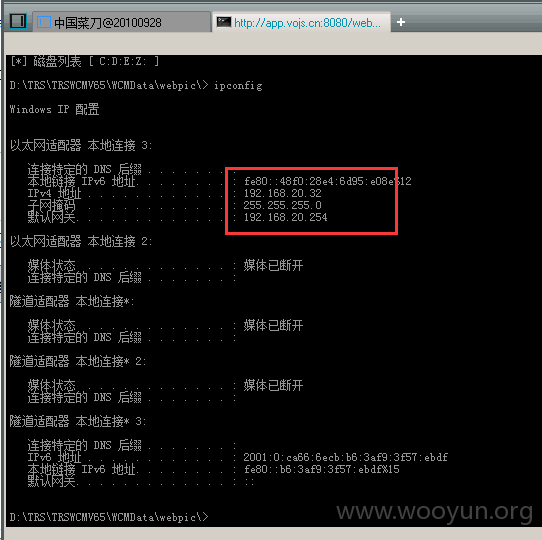 中国菜刀@20100928
http://app.vojs.cn:8080/web...
+
[*] 磁盘列表 [ C:D:E:Z: ]
D:\TRS\TRSWCMV65\WCMData\webpic\> ipconfig
Windows IP 配置
以太网适配器 本地连接 3:
连接特定的 DNS 后缀 . . . . . . . :
本地链接 IPv6 地址. . . . . . . . : fe80::48f0:28e4:6d95:e08e%12
IPv4 地址 . . . . . . . . . . . . : 192.168.20.32
子网掩码 . . . . . . . . . . . . : 255.255.255.0
默认网关. . . . . . . . . . . . . : 192.168.20.254
以太网适配器 本地连接 2:
媒体状态 . . . . . . . . . . . . : 媒体已断开
连接特定的 DNS 后缀 . . . . . . . :
隧道适配器 本地连接*:
媒体状态 . . . . . . . . . . . . : 媒体已断开
连接特定的 DNS 后缀 . . . . . . . :
隧道适配器 本地连接* 2:
媒体状态 . . . . . . . . . . . . : 媒体已断开
连接特定的 DNS 后缀 . . . . . . . :
隧道适配器 本地连接* 3:
连接特定的 DNS 后缀 . . . . . . . :
IPv6 地址 . . . . . . . . . . . . : 2001:0:ca66:6ecb:b6:3af9:3f57:ebdf
本地链接 IPv6 地址. . . . . . . . : fe80::b6:3af9:3f57:ebdf%15
默认网关. . . . . . . . . . . . . : ::
D:\TRS\TRSWCMV65\WCMData\webpic\>
www.wooyun.org